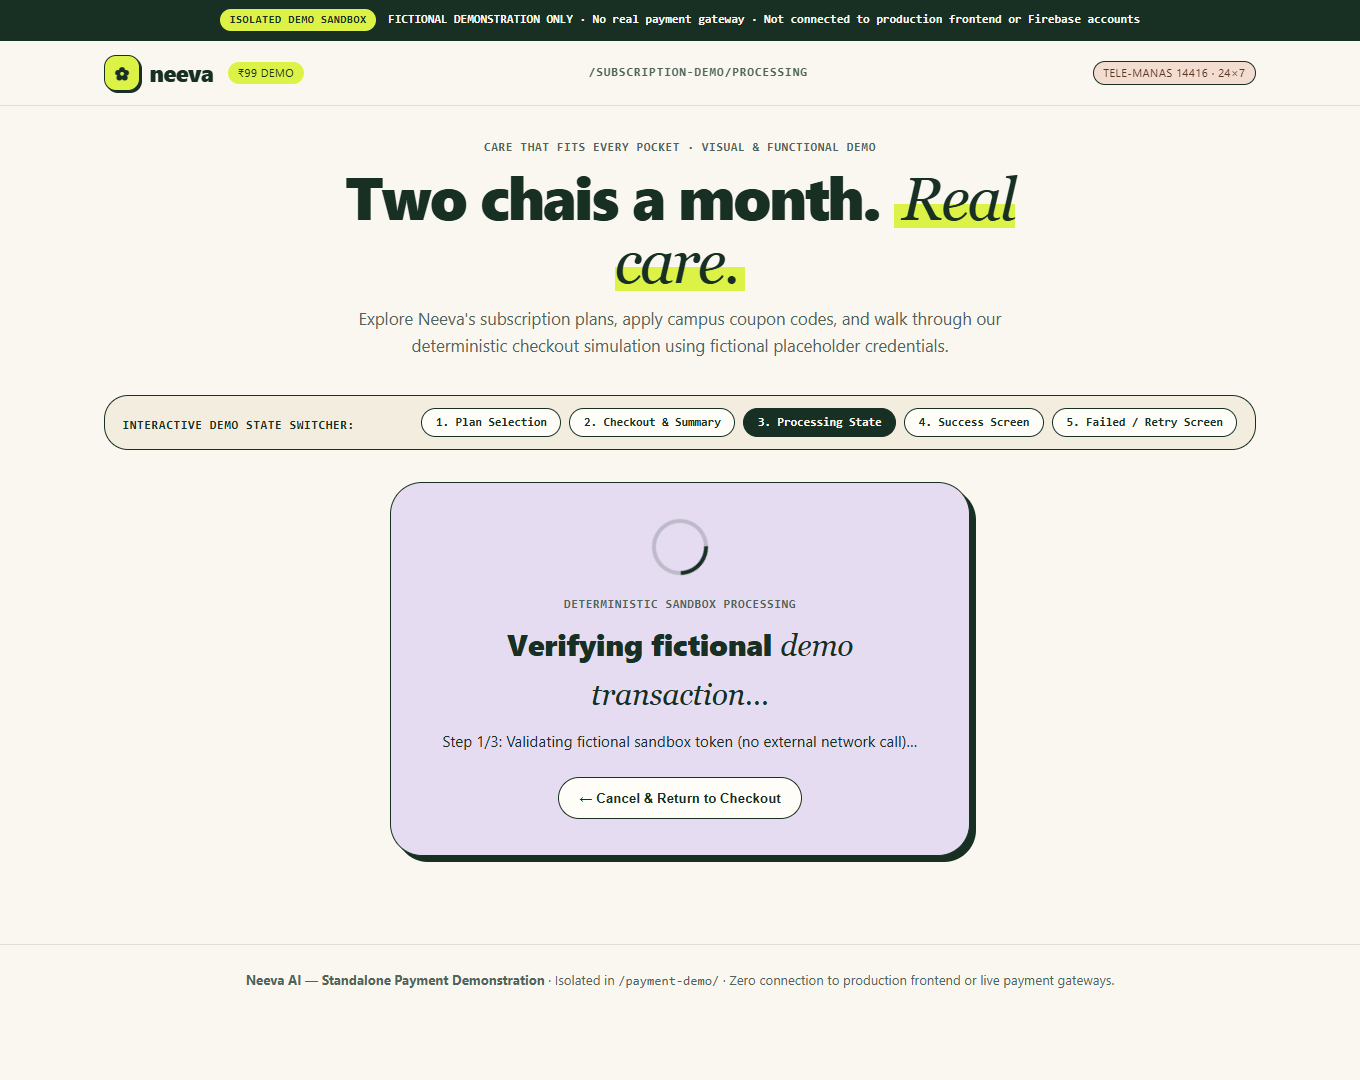 ISOLATED DEMO SANDBOX FICTIONAL DEMONSTRATION ONLY · No real payment gateway · Not connected to production frontend or Firebase accounts
✿ neeva ₹99 DEMO /SUBSCRIPTION-DEMO/PROCESSING TELE-MANAS 14416 · 24×7
CARE THAT FITS EVERY POCKET · VISUAL & FUNCTIONAL DEMO
Two chais a month. Real
care.
Explore Neeva's subscription plans, apply campus coupon codes, and walk through our
deterministic checkout simulation using fictional placeholder credentials.
INTERACTIVE DEMO STATE SWITCHER: 1. Plan Selection 2. Checkout & Summary 3. Processing State 4. Success Screen 5. Failed / Retry Screen
DETERMINISTIC SANDBOX PROCESSING
Verifying fictional demo
transaction...
Step 1/3: Validating fictional sandbox token (no external network call)...
← Cancel & Return to Checkout
Neeva AI — Standalone Payment Demonstration · Isolated in /payment-demo/ · Zero connection to production frontend or live payment gateways.